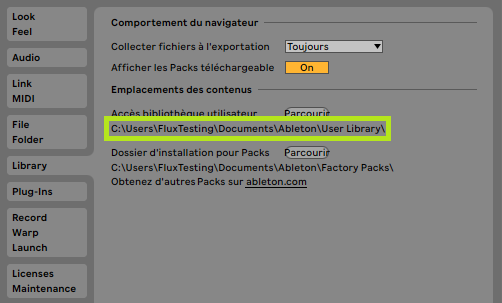 Look
Feel
Audio
Link
MIDI
File
Folder
Library
Plug-Ins
Record
Warp
Launch
Licenses
Maintenance
Comportement du navigateur
Collecter fichiers à l'exportation Toujours
Afficher les Packs téléchargeable On
Emplacements des contenus
Accès bibliothèque utilisateur Parcourir
C:\Users\FluxTesting\Documents\Ableton\User Library\
Dossier d'installation pour Packs Parcourir
C:\Users\FluxTesting\Documents\Ableton\Factory Packs\
Obtenez d'autres Packs sur ableton.com